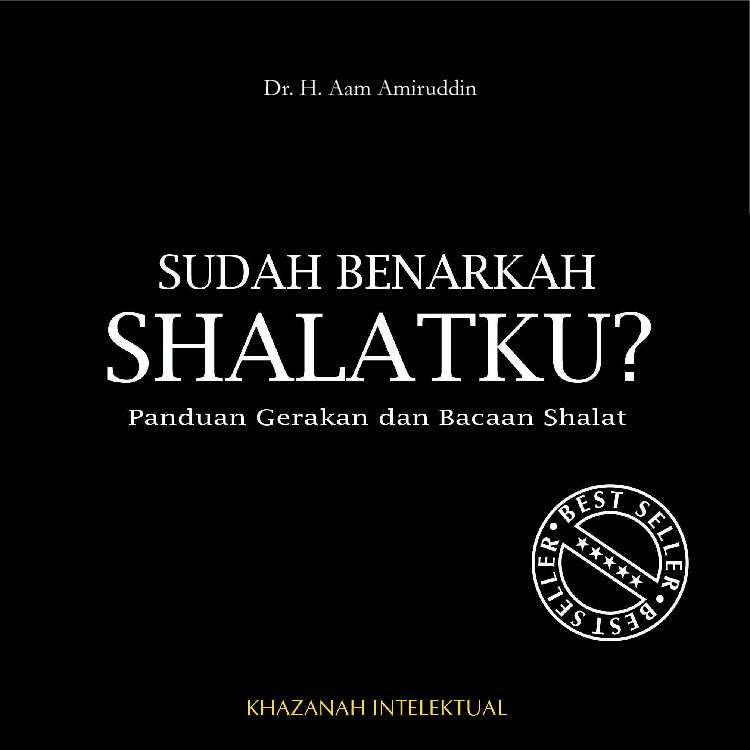 Dr. H. Aam Amiruddin
SUDAH BENARKAH
SHALATKU?
Panduan Gerakan dan Bacaan Shalat
BEST SELLER • BEST SELLER •
KHAZANAH INTELEKTUAL